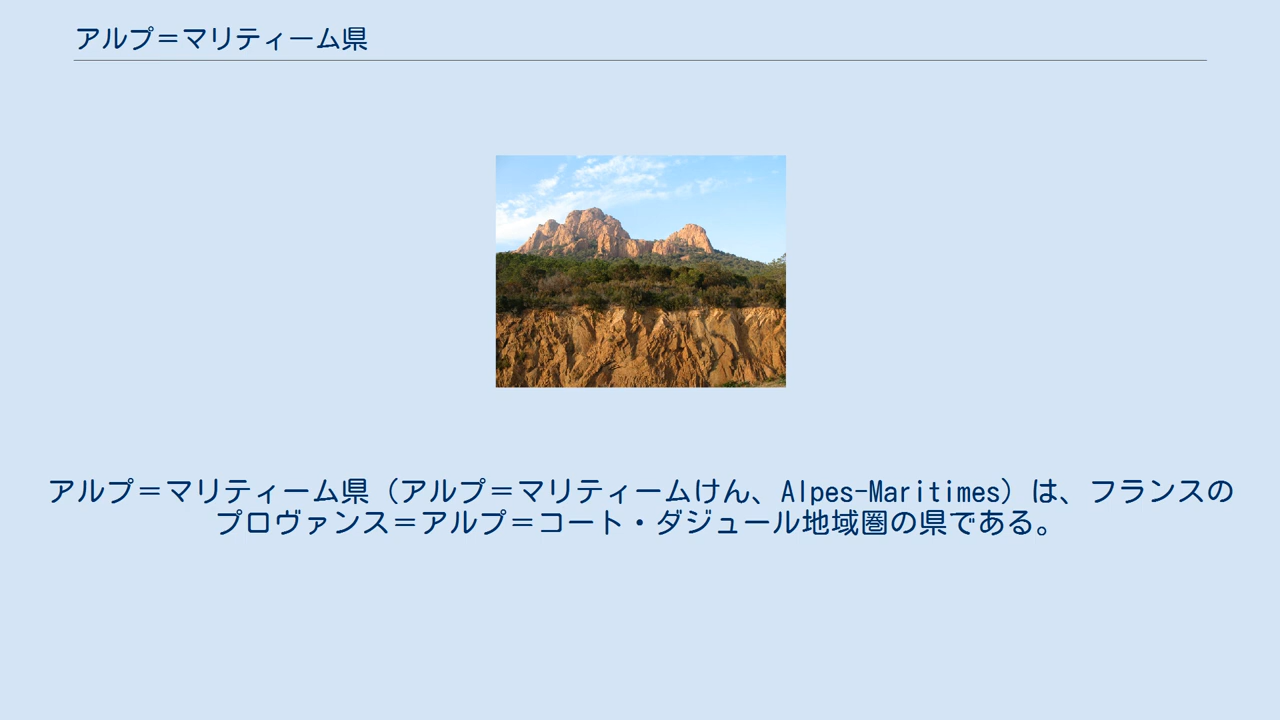 アルプ＝マリティーム県
アルプ＝マリティーム県（アルプ＝マリティームけん、Alpes-Maritimes）は、フランスの
プロヴァンス＝アルプ＝コート・ダジュール地域圏の県である。